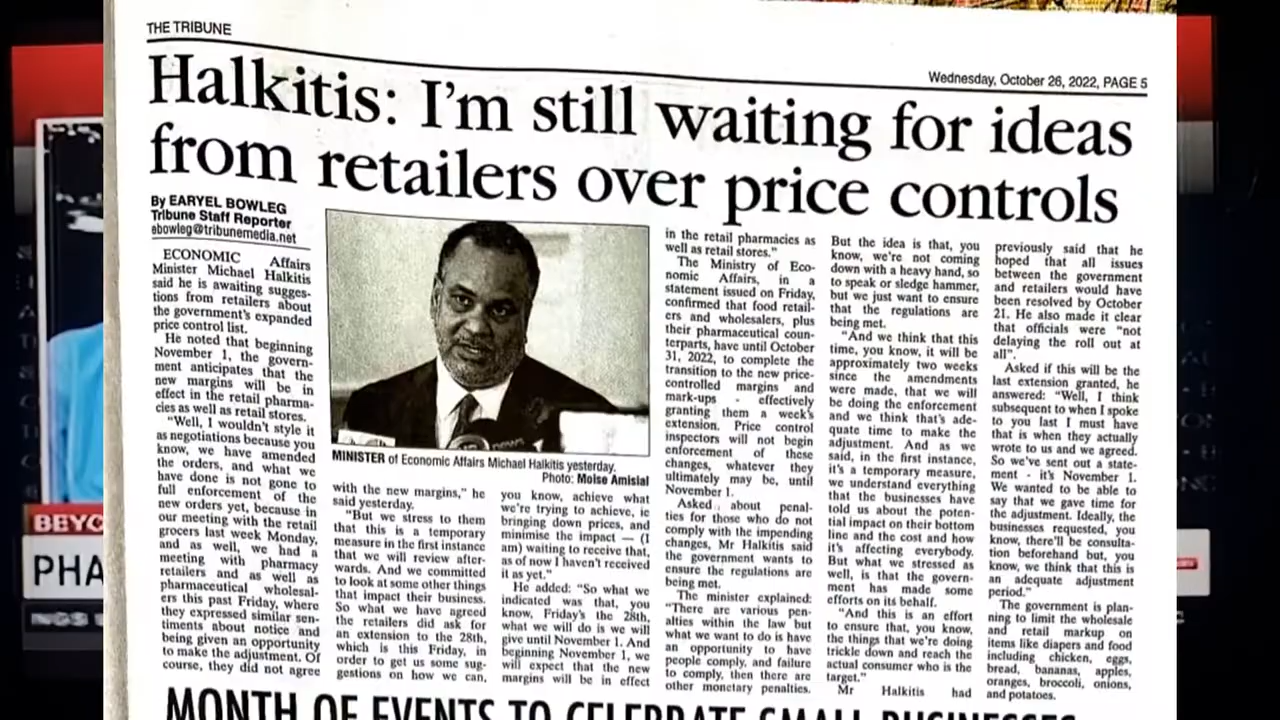 THE TRIBUNE
Wednesday, October 26, 2022, PAGE 5
Halkitis: I'm still waiting for ideas
from retailers over price controls
By EARYEL BOWLEG
Tribune Staff Reporter
ebowleg@tribunemedia.net
ECONOMIC Affairs
Minister Michael Halkitis
said he is awaiting sugges-
tions from retailers about
the government's expanded
price control list.
He noted that beginning
November 1, the govern-
ment anticipates that the
new margins will be in
effect in the retail pharma-
cies as well as retail stores.
"Well, I wouldn't style it
as negotiations because you
know, we have amended
the orders, and what we
have done is not gone to
full enforcement of the
new orders yet, because in
our meeting with the retail
grocers last week Monday,
and as well, we had a
meeting with pharmacy
retailers and as well as
pharmaceutical wholesal-
ers this past Friday, where
they expressed similar sen-
timents about notice and
being given an opportunity
to make the adjustment. Of
course, they did not agree
MINISTER of Economic Affairs Michael Halkitis yesterday.
Photo: Moise Amisial
with the new margins," he
said yesterday.
"But we stress to them
that this is a temporary
measure in the first instance
that we will review after-
wards. And we committed
to look at some other things
that impact their business.
So what we have agreed
the retailers did ask for
an extension to the 28th,
which is this Friday, in
order to get us some sug-
gestions on how we can,
you know, achieve what
we're trying to achieve, ie
bringing down prices, and
minimise the impact — (I
am) waiting to receive that,
as of now I haven't received
it as yet."
He added: "So what we
indicated was that, you
know, Friday's the 28th,
what we will do is we will
give until November 1. And
beginning November 1, we
will expect that the new
margins will be in effect
in the retail pharmacies as
well as retail stores."
The Ministry of Eco-
nomic Affairs, in a
statement issued on Friday,
confirmed that food retail-
ers and wholesalers, plus
their pharmaceutical coun-
terparts, have until October
31, 2022, to complete the
transition to the new price-
controlled margins and
mark-ups - effectively
granting them a week's
extension. Price control
inspectors will not begin
enforcement of these
changes, whatever they
ultimately may be, until
November 1.
Asked about penal-
ties for those who do not
comply with the impending
changes, Mr Halkitis said
the government wants to
ensure the regulations are
being met.
The minister explained:
"There are various pen-
alties within the law but
what we want to do is have
an opportunity to have
people comply, and failure
to comply, then there are
other monetary penalties.
But the idea is that, you
know, we're not coming
down with a heavy hand, so
to speak or sledge hammer,
but we just want to ensure
that the regulations are
being met.
"And we think that this
time, you know, it will be
approximately two weeks
since the amendments
were made, that we will
be doing the enforcement
and we think that's ade-
quate time to make the
adjustment. And as we
said, in the first instance,
it's a temporary measure,
we understand everything
that the businesses have
told us about the poten-
tial impact on their bottom
line and the cost and how
it's affecting everybody.
But what we stressed as
well, is that the govern-
ment has made some
efforts on its behalf.
"And this is an effort
to ensure that, you know,
the things that we're doing
trickle down and reach the
actual consumer who is the
target."
Mr Halkitis had
previously said that he
hoped that all issues
between the government
and retailers would have
been resolved by October
21. He also made it clear
that officials were "not
delaying the roll out at
all".
Asked if this will be the
last extension granted, he
answered: "Well, I think
subsequent to when I spoke
to you last I must have
that is when they actually
wrote to us and we agreed.
So we've sent out a state-
ment - it's November 1.
We wanted to be able to
say that we gave time for
the adjustment. Ideally, the
businesses requested, you
know, there'll be consulta-
tion beforehand but, you
know, we think that this is
an adequate adjustment
period."
The government is plan-
ning to limit the wholesale
and retail markup on
items like diapers and food
including chicken, eggs,
bread, bananas, apples,
oranges, broccoli, onions,
and potatoes.
MONTH OF EVENTS TO CELEBRATE SMALL BUSINESSES
BEYO
PHA